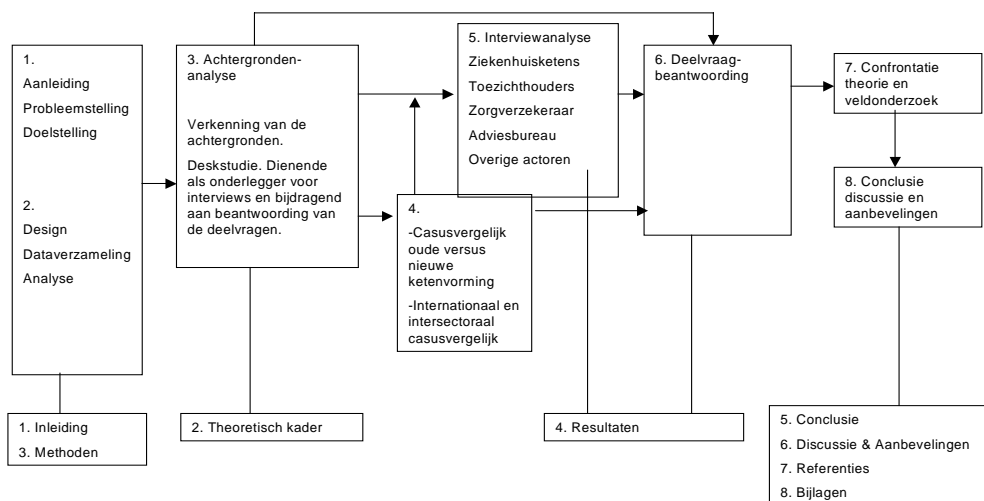 1.
Aanleiding
Probleemstelling
Doelstelling
2.
Design
Dataverzameling
Analyse
3. Achtergronden-
analyse
Verkenning van de
achtergronden.
Deskstudie. Dienende
als onderlegger voor
interviews en bijdragend
aan beantwoording van
de deelvragen.
4.
-Casusvergelijk
oude versus
nieuwe
ketenvorming
-Internationaal en
intersectoraal
casusvergelijk
5. Interviewanalyse
Ziekenhuisketens
Toezichthouders
Zorgverzekeraar
Adviesbureau
Overige actoren
6. Deelvraag-
beantwoording
7. Confrontatie
theorie en
veldonderzoek
8. Conclusie
discussie en
aanbevelingen
1. Inleiding
3. Methoden
2. Theoretisch kader
4. Resultaten
5. Conclusie
6. Discussie & Aanbevelingen
7. Referenties
8. Bijlagen